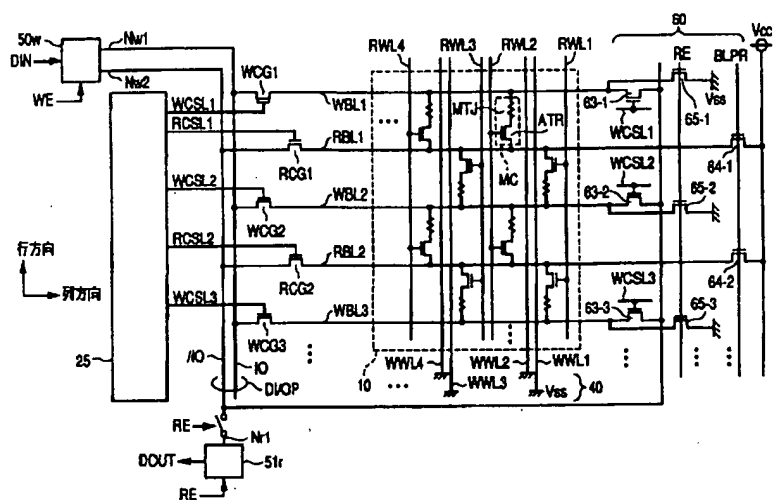 50w
Nw1
DIN
Nw2
WE
WCG1
WCSL1
RCSL1
WBL1
RBL1
RCG1
WCSL2
WBL2
WCG2
RCSL2
RBL2
RCG2
WCSL3
WBL3
WCG3
行方向
列方向
25
/IO
IO
DI/OP
RE
Nr1
DOUT
51r
RE
RWL4
RWL3
RWL2
RWL1
MTJ
ATR
MC
10
WWL4
WWL3
WWL2
WWL1
Vss
40
60
RE
BLPR
Vcc
63-1
WCSL1
65-1
Vss
64-1
WCSL2
63-2
65-2
64-2
WCSL3
63-3
65-3